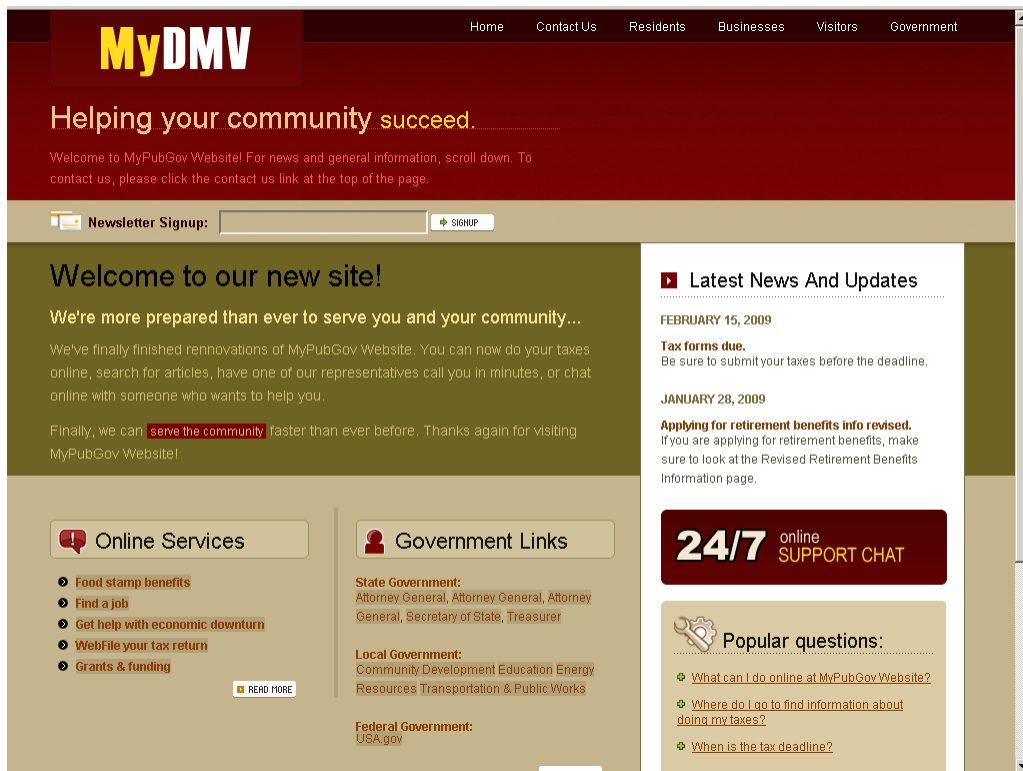 MyDMV
Home Contact Us Residents Businesses Visitors Government
Helping your community succeed.
Welcome to MyPubGov Website! For news and general information, scroll down. To
contact us, please click the contact us link at the top of the page.
Newsletter Signup:
SIGNUP
Welcome to our new site!
We're more prepared than ever to serve you and your community...
We've finally finished rennovations of MyPubGov Website. You can now do your taxes
online, search for articles, have one of our representatives call you in minutes, or chat
online with someone who wants to help you.
Finally, we can serve the community faster than ever before. Thanks again for visiting
MyPubGov Website!
Online Services
Food stamp benefits
Find a job
Get help with economic downturn
WebFile your tax return
Grants & funding
READ MORE
Government Links
State Government:
Attorney General, Attorney General, Attorney
General, Secretary of State, Treasurer
Local Government:
Community Development Education Energy
Resources Transportation & Public Works
Federal Government:
USA.gov
Latest News And Updates
FEBRUARY 15, 2009
Tax forms due.
Be sure to submit your taxes before the deadline.
JANUARY 28, 2009
Applying for retirement benefits info revised.
If you are applying for retirement benefits, make
sure to look at the Revised Retirement Benefits
Information page.
24/7 online
SUPPORT CHAT
Popular questions:
What can I do online at MyPubGov Website?
Where do I go to find information about
doing my taxes?
When is the tax deadline?